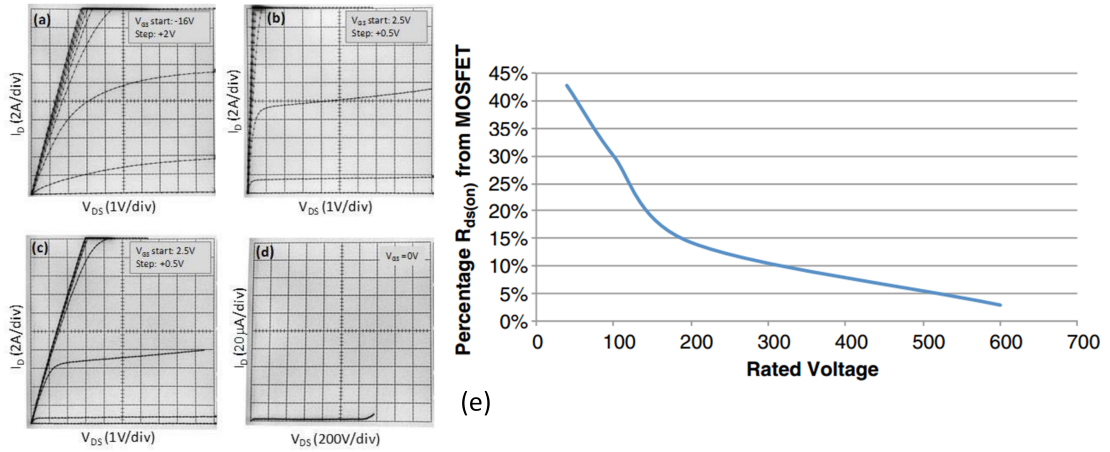 (a)
V_GS start: -16V
Step: +2V
I_D (2A/div)
V_DS (1V/div)
(b)
V_GS start: 2.5V
Step: +0.5V
I_D (2A/div)
V_DS (1V/div)
(c)
V_GS start: 2.5V
Step: +0.5V
I_D (2A/div)
V_DS (1V/div)
(d)
V_GS =0V
I_D (20µA/div)
V_DS (200V/div)
(e)
Percentage R_ds(on) from MOSFET
45%
40%
35%
30%
25%
20%
15%
10%
5%
0%
0 100 200 300 400 500 600 700
Rated Voltage